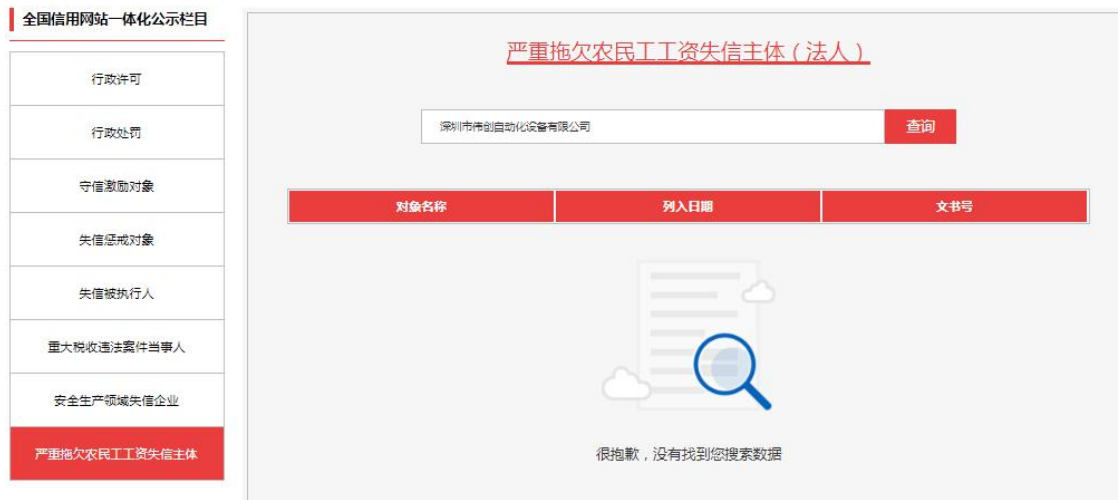 全国信用网站一体化公示栏目
行政许可
行政处罚
守信激励对象
失信惩戒对象
失信被执行人
重大税收违法案件当事人
安全生产领域失信企业
严重拖欠农民工工资失信主体
严重拖欠农民工工资失信主体（法人）
深圳市伟创自动化设备有限公司 查询
对象名称 列入日期 文书号
很抱歉，没有找到您搜索数据